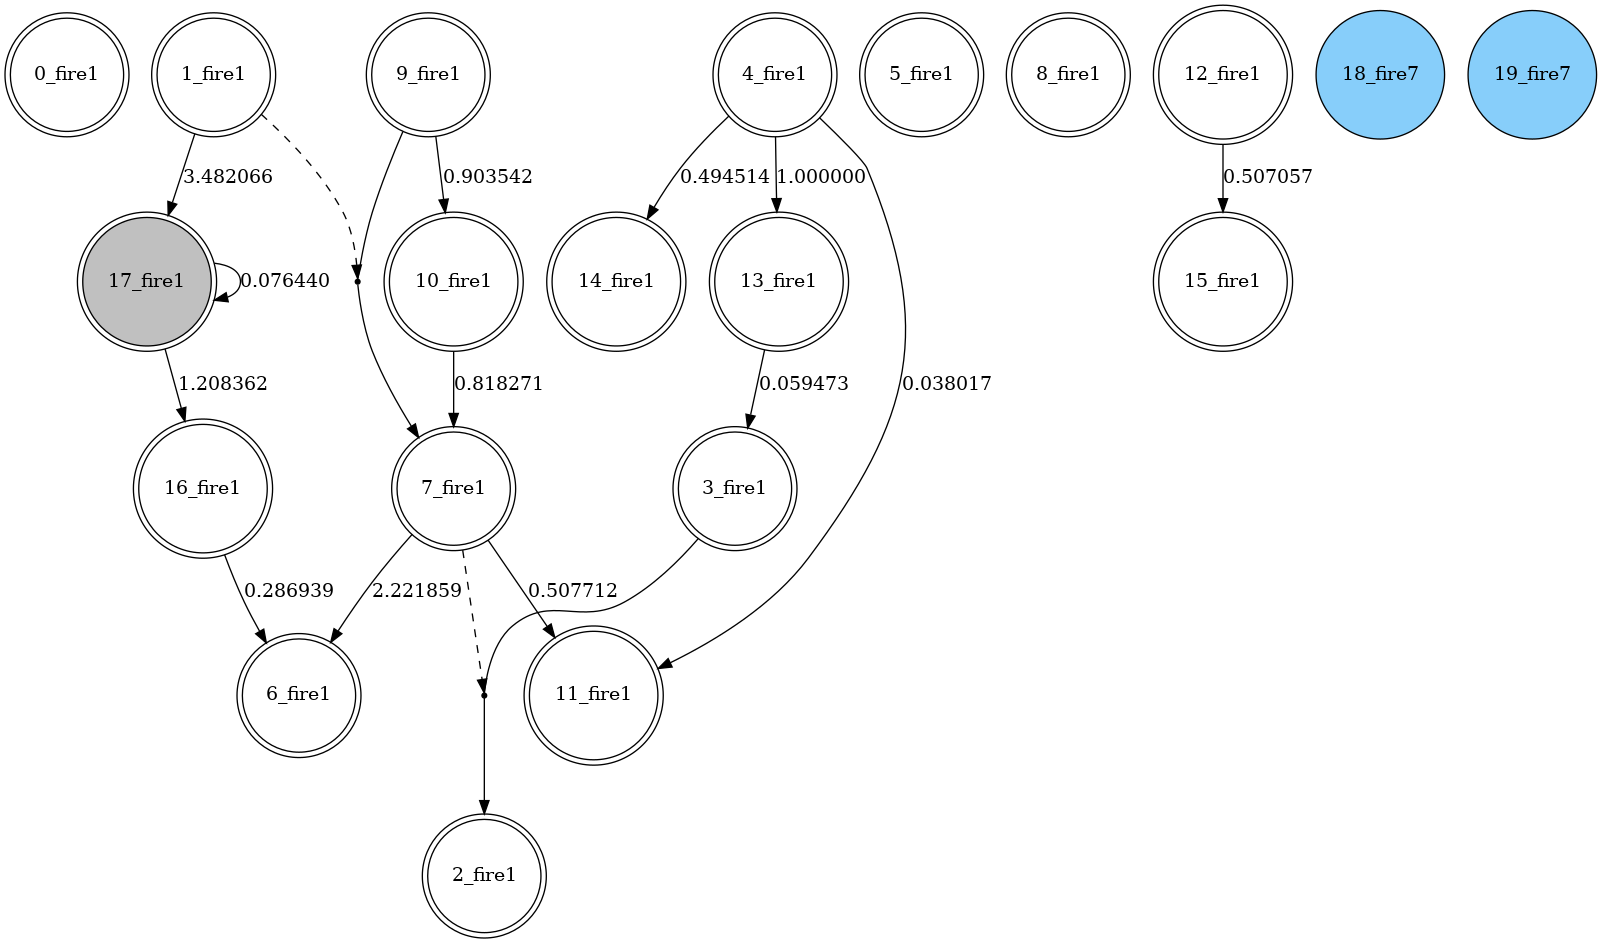 0_fire1
1_fire1
9_fire1
4_fire1
5_fire1
8_fire1
12_fire1
18_fire7
19_fire7
3.482066
0.903542
0.494514
1.000000
0.507057
17_fire1
0.076440
10_fire1
14_fire1
13_fire1
15_fire1
1.208362
0.818271
0.059473
0.038017
16_fire1
7_fire1
3_fire1
0.286939
2.221859
0.507712
6_fire1
11_fire1
2_fire1